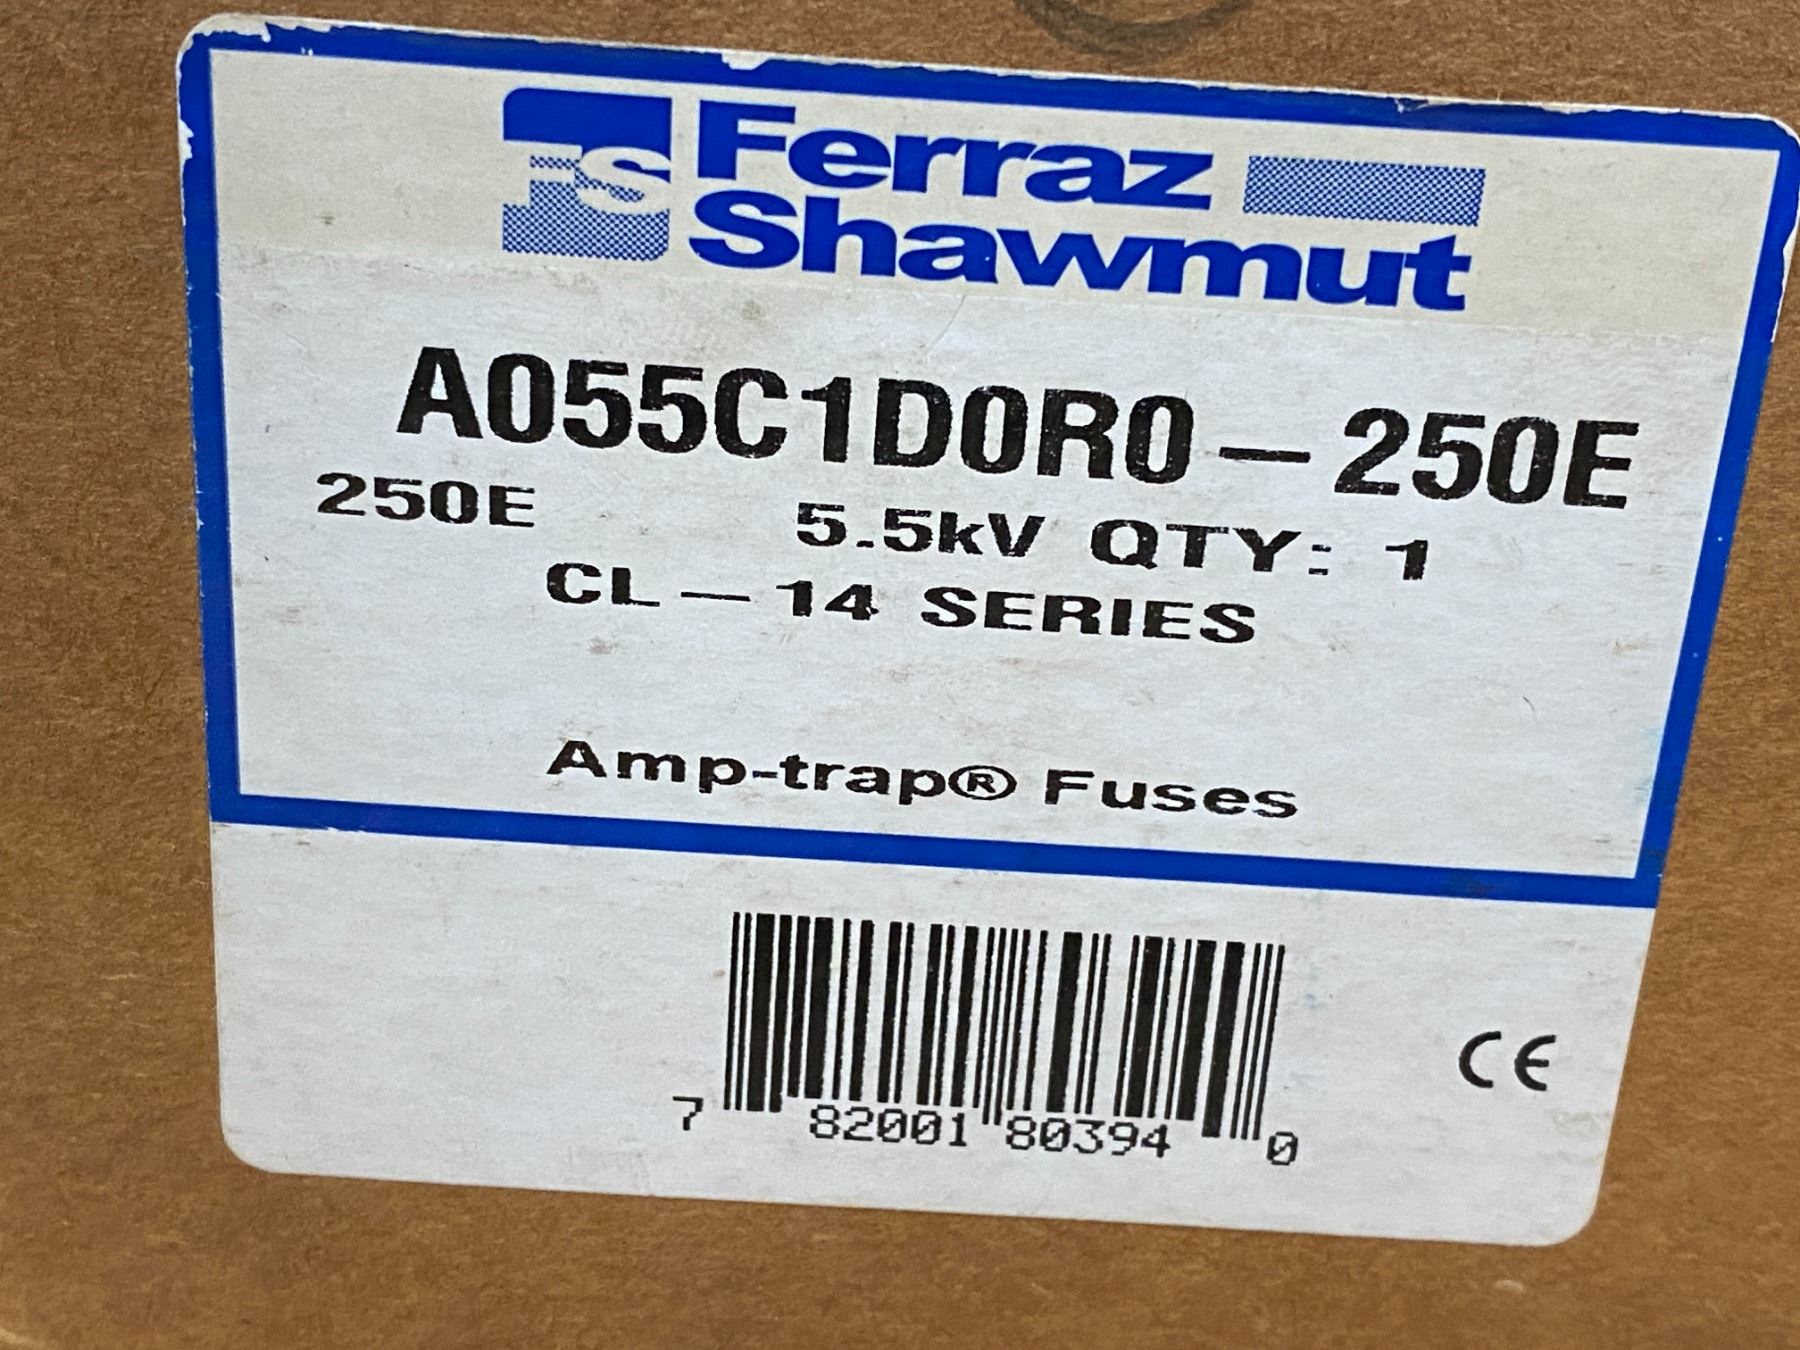 FS Ferraz
Shawmut
A055C1D0R0-250E
250E 5.5kV QTY: 1
CL-14 SERIES
Amp-trap® Fuses
7 82001 80394 0
CE